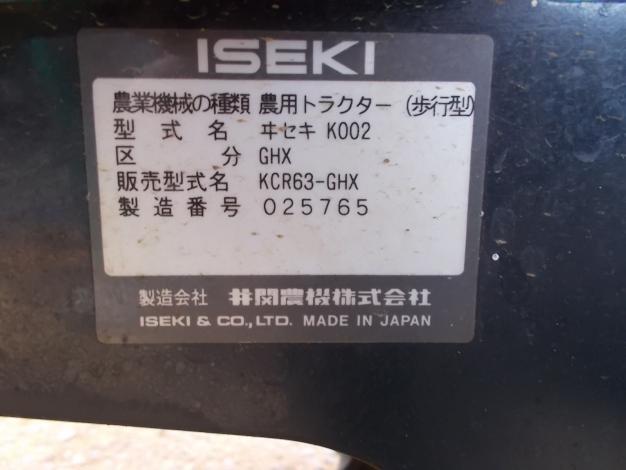 ISEKI
農業機械の種類 農用トラクター (歩行型)
型式名 ヰセキ K002
区分 GHX
販売型式名 KCR63-GHX
製造番号 025765
製造会社 井関農機株式会社
ISEKI & CO., LTD. MADE IN JAPAN